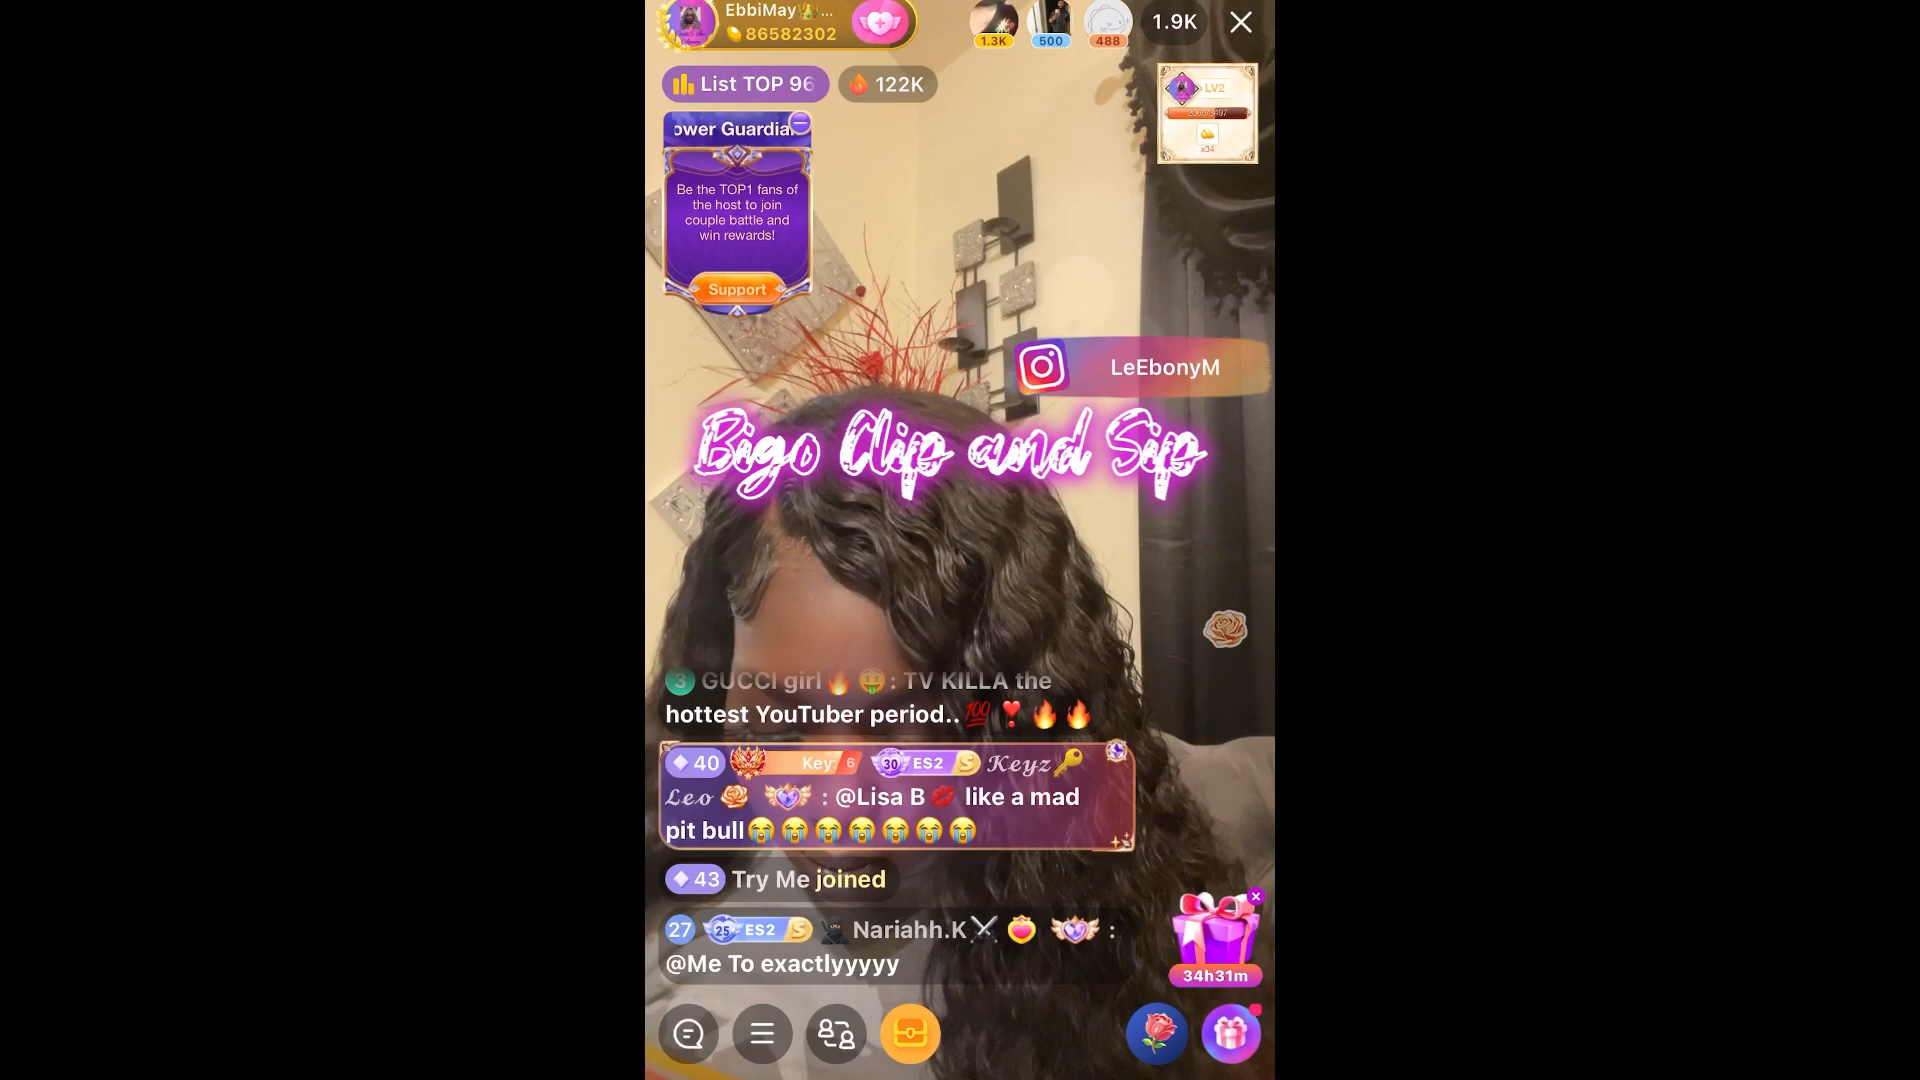 EbbiMay👑...
86582302
1.3K
500
488
1.9K
List TOP 96
122K
LV2
x34
ower Guardia
Be the TOP1 fans of
the host to join
couple battle and
win rewards!
Support
LeEbonyM
Bigo Clip and Sip
3 GUCCI girl🔥🤑: TV KILLA the
hottest YouTuber period..💯❣️🔥🔥
40 Key: 6 30 ES2 S 𝓚𝓮𝔂𝔃🔑
𝓛𝓮𝓸 : @Lisa B💋 like a mad
pit bull😭😭😭😭😭😭😭
43 Try Me joined
27 25 ES2 S 🥷Nariahh.K⚔ :
@Me To exactlyyyyy
34h31m